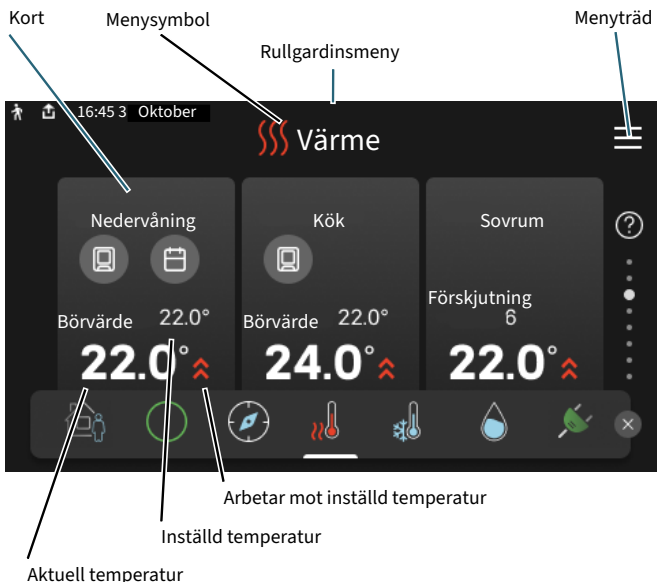 Kort
Menysymbol
Menyträd
Rullgardinsmeny
16:45 3 Oktober
Värme
Nedervåning
Kök
Sovrum
?
Börvärde 22.0°
Börvärde 22.0°
Förskjutning
6
22.0°
24.0°
22.0°
Arbetar mot inställd temperatur
Inställd temperatur
Aktuell temperatur